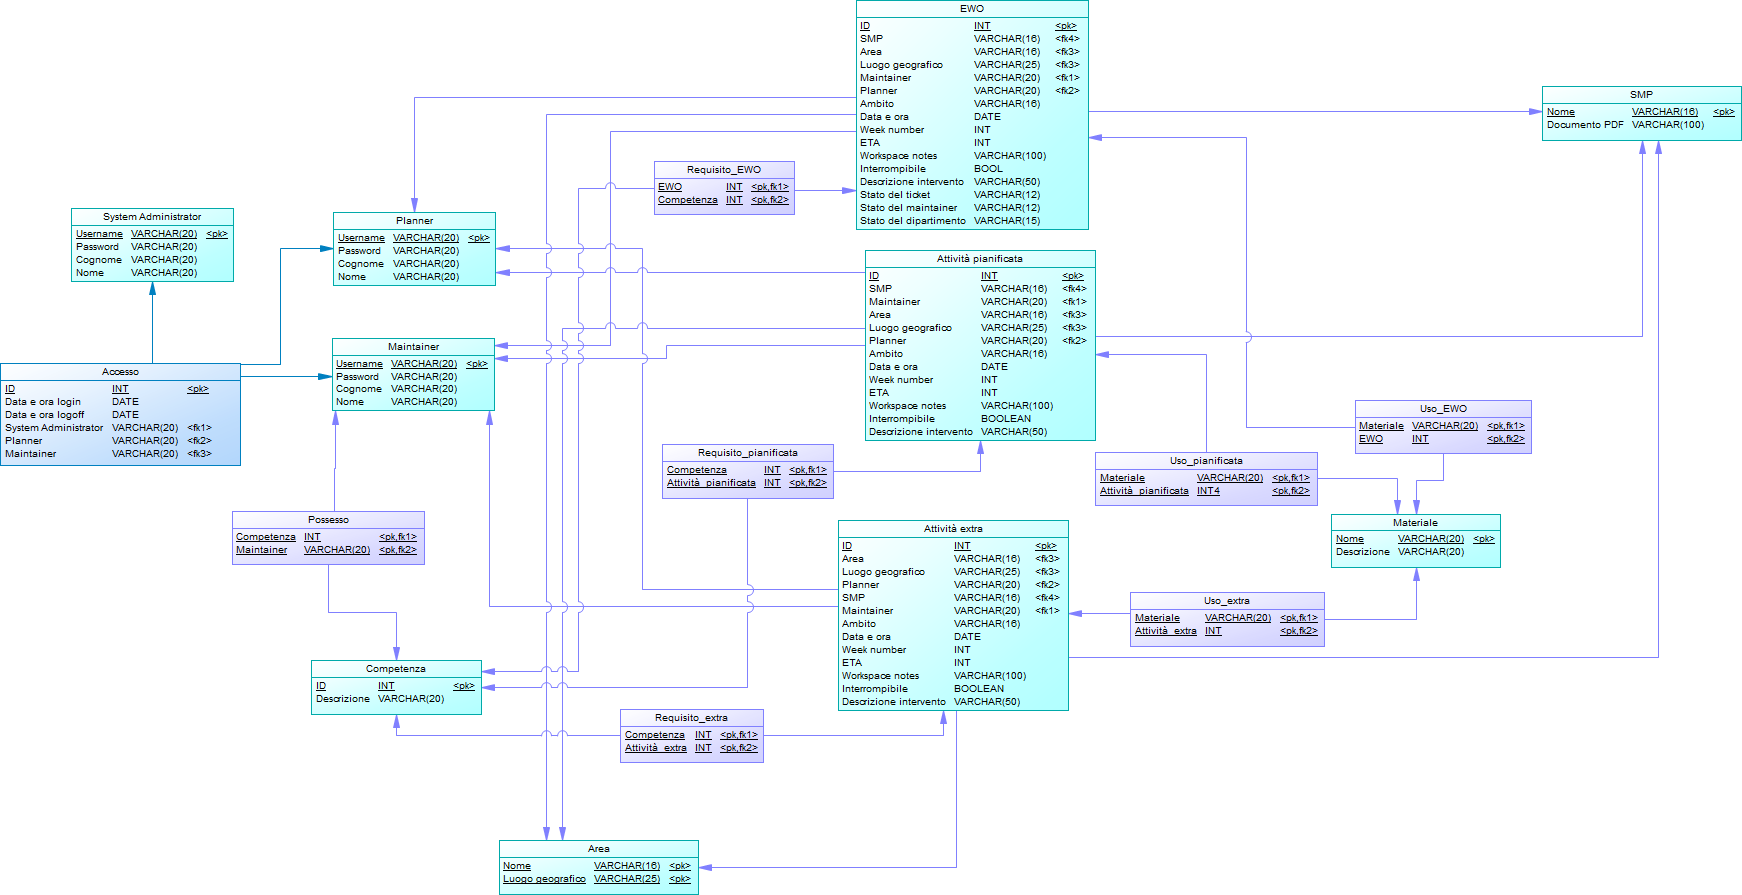 EWO
ID INT <pk>
SMP VARCHAR(16) <fk4>
Area VARCHAR(16) <fk3>
Luogo geografico VARCHAR(25) <fk3>
Maintainer VARCHAR(20) <fk1>
Planner VARCHAR(20) <fk2>
Ambito VARCHAR(16)
Data e ora DATE
Week number INT
ETA INT
Workspace notes VARCHAR(100)
Interrompibile BOOL
Descrizione intervento VARCHAR(50)
Stato del ticket VARCHAR(12)
Stato del maintainer VARCHAR(12)
Stato del dipartimento VARCHAR(15)
SMP
Nome VARCHAR(16) <pk>
Documento PDF VARCHAR(100)
Requisito_EWO
EWO INT <pk,fk1>
Competenza INT <pk,fk2>
System Administrator
Username VARCHAR(20) <pk>
Password VARCHAR(20)
Cognome VARCHAR(20)
Nome VARCHAR(20)
Planner
Username VARCHAR(20) <pk>
Password VARCHAR(20)
Cognome VARCHAR(20)
Nome VARCHAR(20)
Attività pianificata
ID INT <pk>
SMP VARCHAR(16) <fk4>
Maintainer VARCHAR(20) <fk1>
Area VARCHAR(16) <fk3>
Luogo geografico VARCHAR(25) <fk3>
Planner VARCHAR(20) <fk2>
Ambito VARCHAR(16)
Data e ora DATE
Week number INT
ETA INT
Workspace notes VARCHAR(100)
Interrompibile BOOLEAN
Descrizione intervento VARCHAR(50)
Maintainer
Username VARCHAR(20) <pk>
Password VARCHAR(20)
Cognome VARCHAR(20)
Nome VARCHAR(20)
Accesso
ID INT <pk>
Data e ora login DATE
Data e ora logoff DATE
System Administrator VARCHAR(20) <fk1>
Planner VARCHAR(20) <fk2>
Maintainer VARCHAR(20) <fk3>
Uso_EWO
Materiale VARCHAR(20) <pk,fk1>
EWO INT <pk,fk2>
Requisito_pianificata
Competenza INT <pk,fk1>
Attività_pianificata INT <pk,fk2>
Uso_pianificata
Materiale VARCHAR(20) <pk,fk1>
Attività_pianificata INT4 <pk,fk2>
Possesso
Competenza INT <pk,fk1>
Maintainer VARCHAR(20) <pk,fk2>
Materiale
Nome VARCHAR(20) <pk>
Descrizione VARCHAR(20)
Attività extra
ID INT <pk>
Area VARCHAR(16) <fk3>
Luogo geografico VARCHAR(25) <fk3>
Planner VARCHAR(20) <fk2>
SMP VARCHAR(16) <fk4>
Maintainer VARCHAR(20) <fk1>
Ambito VARCHAR(16)
Data e ora DATE
Week number INT
ETA INT
Workspace notes VARCHAR(100)
Interrompibile BOOLEAN
Descrizione intervento VARCHAR(50)
Uso_extra
Materiale VARCHAR(20) <pk,fk1>
Attività_extra INT <pk,fk2>
Competenza
ID INT <pk>
Descrizione VARCHAR(20)
Requisito_extra
Competenza INT <pk,fk1>
Attività_extra INT <pk,fk2>
Area
Nome VARCHAR(16) <pk>
Luogo geografico VARCHAR(25) <pk>